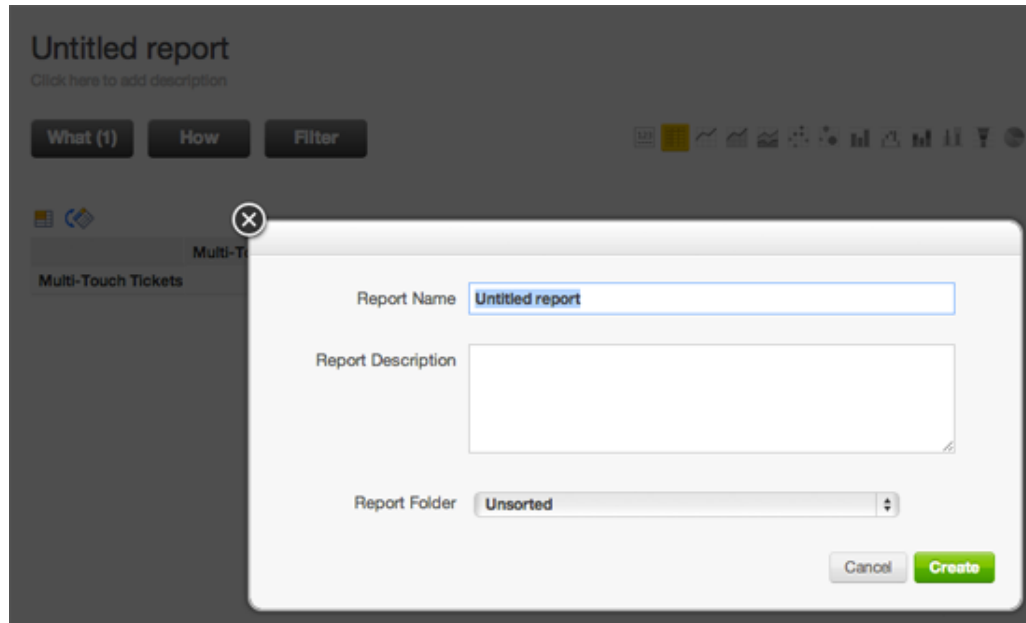 Untitled report
Click here to add description
What (1) How Filter
Multi-To
Multi-Touch Tickets
Report Name Untitled report
Report Description
Report Folder Unsorted
Cancel Create